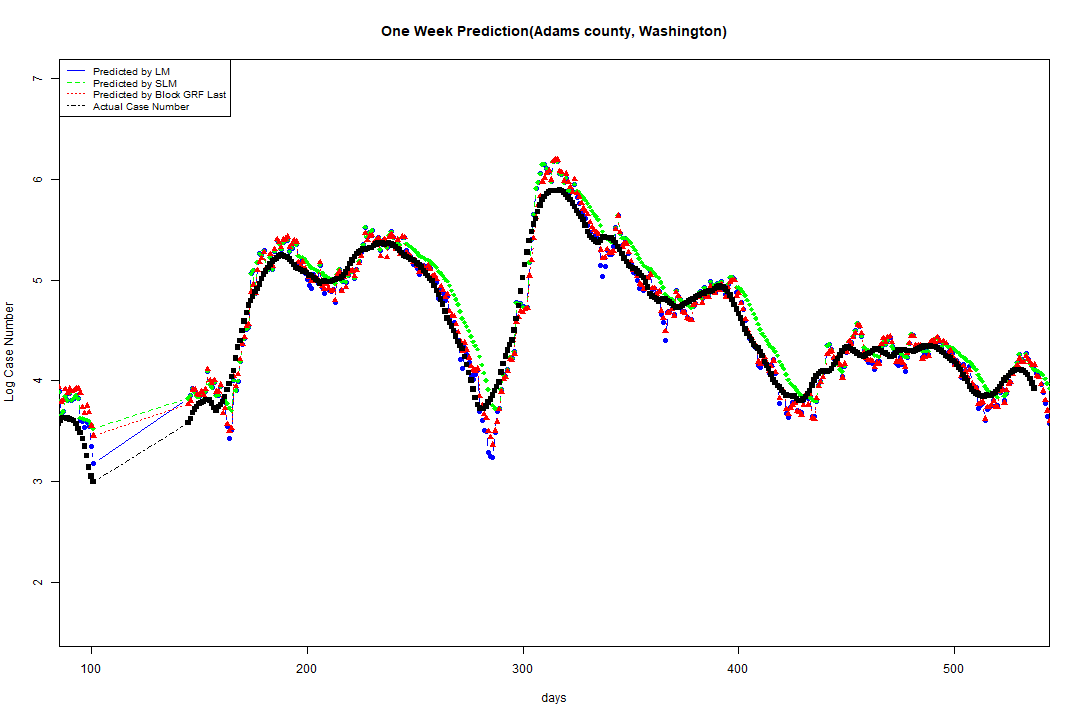 One Week Prediction(Adams county, Washington)
Predicted by LM
Predicted by SLM
Predicted by Block GRF Last
Actual Case Number
7
6
5
4
3
2
Log Case Number
100 200 300 400 500
days